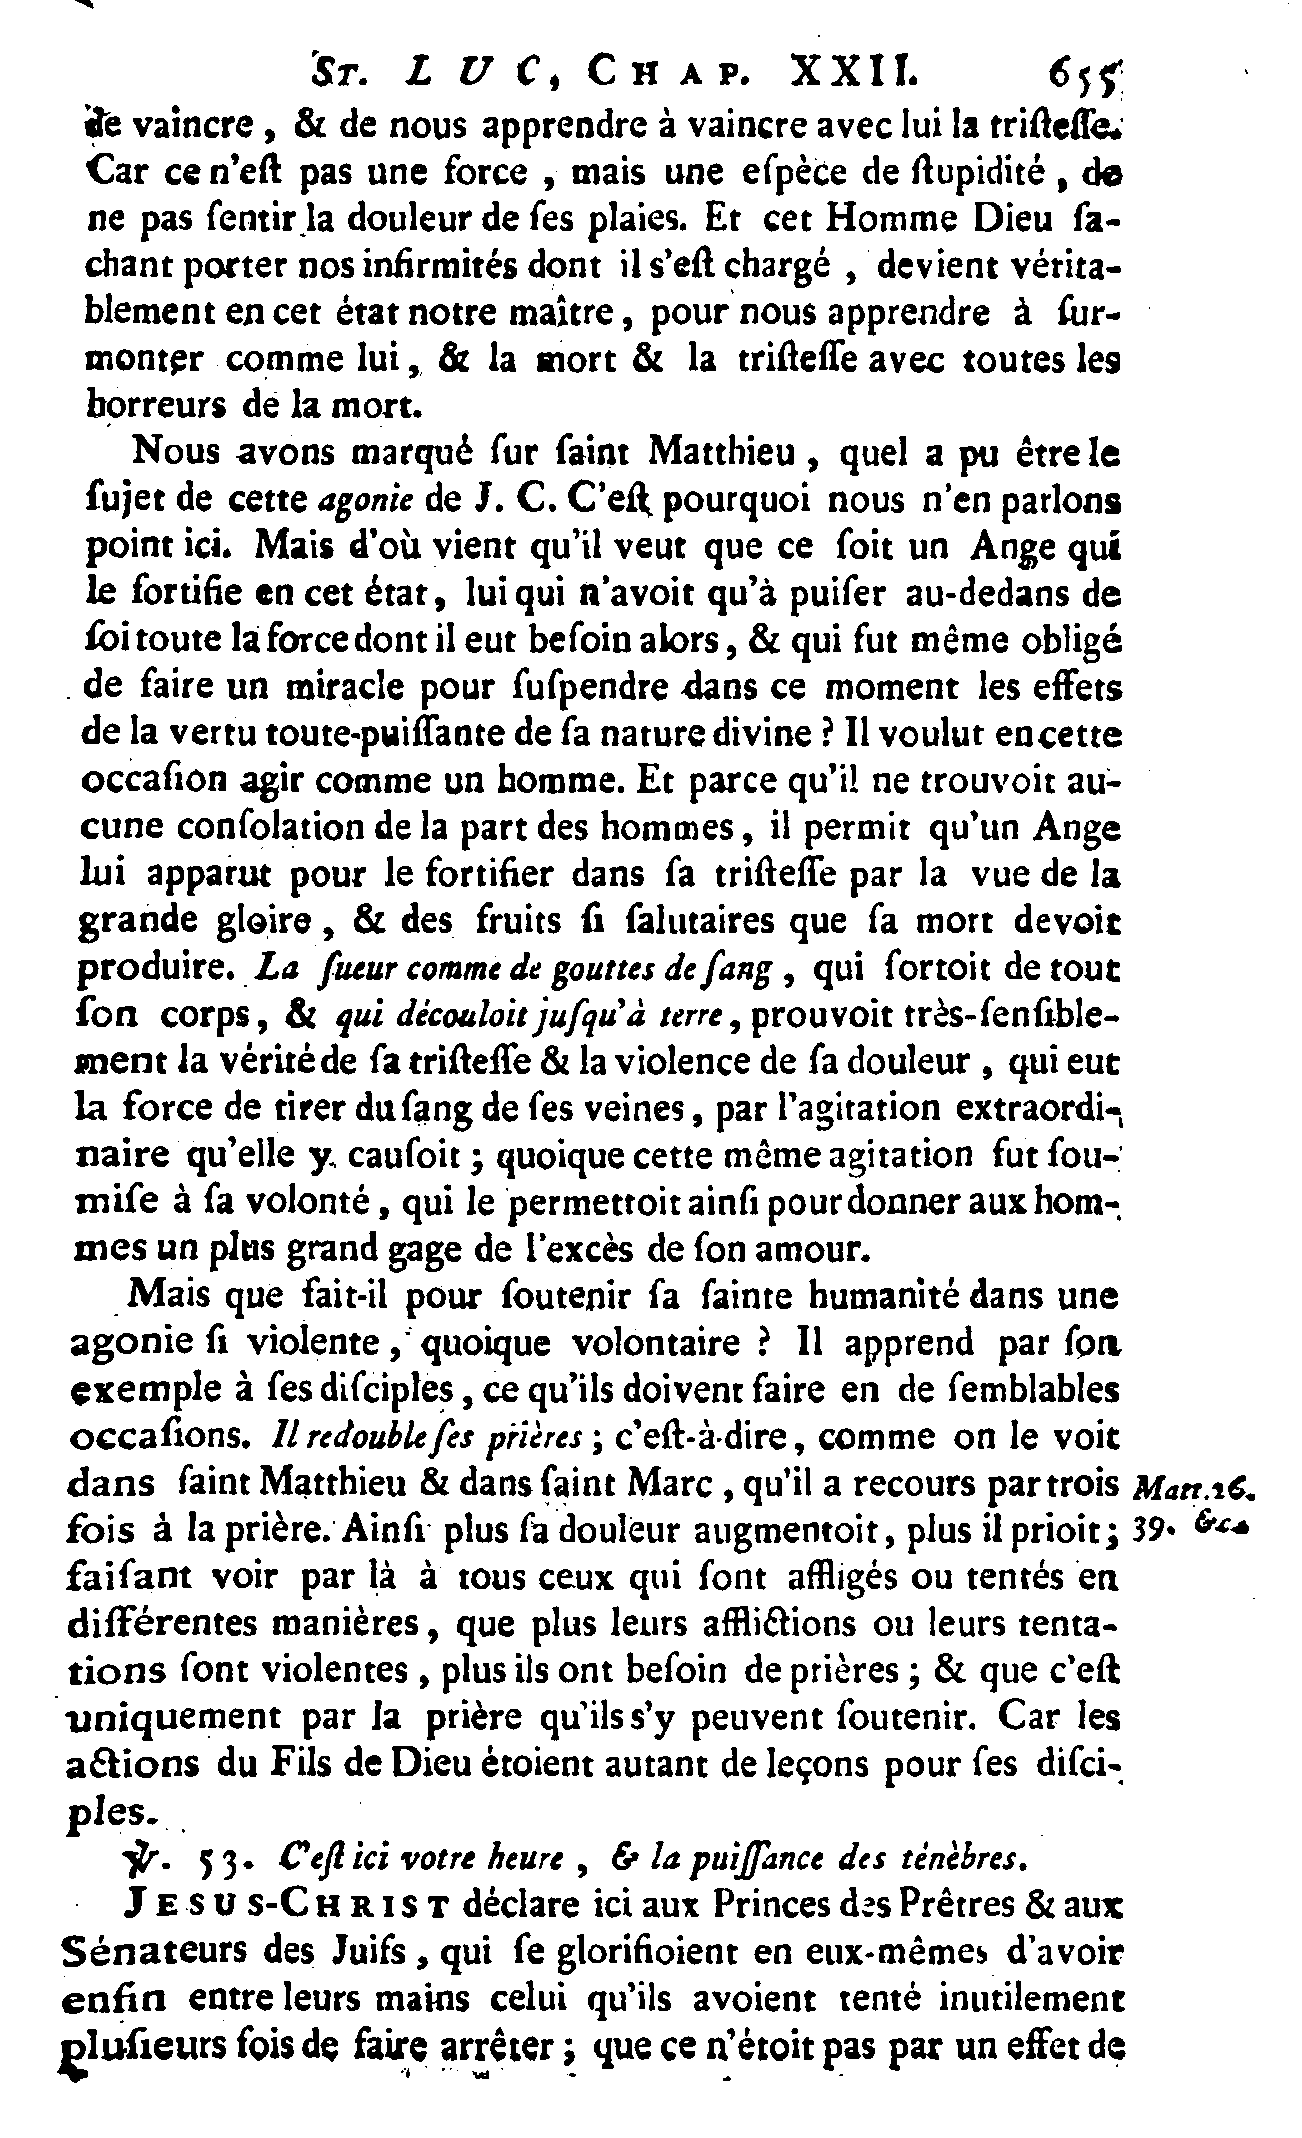 ST. LUC, CHAP. XXII. 655
de vaincre, & de nous apprendre à vaincre avec lui la triſteſſe.
Car ce n'eſt pas une force, mais une eſpèce de ſtupidité, de
ne pas ſentir la douleur de ſes plaies. Et cet Homme Dieu ſa-
chant porter nos infirmités dont il s'eſt chargé, devient vérita-
blement en cet état notre maître, pour nous apprendre à ſur-
monter comme lui, & la mort & la triſteſſe avec toutes les
horreurs de la mort.
Nous avons marqué ſur ſaint Matthieu, quel a pu être le
ſujet de cette agonie de J. C. C'eſt pourquoi nous n'en parlons
point ici. Mais d'où vient qu'il veut que ce ſoit un Ange qui
le fortifie en cet état, lui qui n'avoit qu'à puiſer au-dedans de
ſoi toute la force dont il eut beſoin alors, & qui fut même obligé
de faire un miracle pour ſuſpendre dans ce moment les effets
de la vertu toute-puiſſante de ſa nature divine ? Il voulut en cette
occaſion agir comme un homme. Et parce qu'il ne trouvoit au-
cune conſolation de la part des hommes, il permit qu'un Ange
lui apparut pour le fortifier dans ſa triſteſſe par la vue de la
grande gloire, & des fruits ſi ſalutaires que ſa mort devoit
produire. La ſueur comme de gouttes de ſang, qui ſortoit de tout
ſon corps, & qui découloit juſqu'à terre, prouvoit très-ſenſible-
ment la vérité de ſa triſteſſe & la violence de ſa douleur, qui eut
la force de tirer du ſang de ſes veines, par l'agitation extraordi-
naire qu'elle y cauſoit ; quoique cette même agitation fut ſou-
miſe à ſa volonté, qui le permettoit ainſi pour donner aux hom-
mes un plus grand gage de l'excès de ſon amour.
Mais que fait-il pour ſoutenir ſa ſainte humanité dans une
agonie ſi violente, quoique volontaire ? Il apprend par ſon
exemple à ſes diſciples, ce qu'ils doivent faire en de ſemblables
occaſions. Il redouble ſes prières ; c'eſt-à-dire, comme on le voit
dans ſaint Matthieu & dans ſaint Marc, qu'il a recours par trois Matt. 26.
fois à la prière. Ainſi plus ſa douleur augmentoit, plus il prioit ; 39. &c.
faiſant voir par là à tous ceux qui ſont affligés ou tentés en
différentes manières, que plus leurs afflictions ou leurs tenta-
tions ſont violentes, plus ils ont beſoin de prières ; & que c'eſt
uniquement par la prière qu'ils s'y peuvent ſoutenir. Car les
actions du Fils de Dieu étoient autant de leçons pour ſes diſci-
ples.
℣. 53. C'eſt ici votre heure, & la puiſſance des ténèbres.
JESUS-CHRIST déclare ici aux Princes des Prêtres & aux
Sénateurs des Juifs, qui ſe glorifioient en eux-mêmes d'avoir
enfin entre leurs mains celui qu'ils avoient tenté inutilement
pluſieurs fois de faire arrêter ; que ce n'étoit pas par un effet de